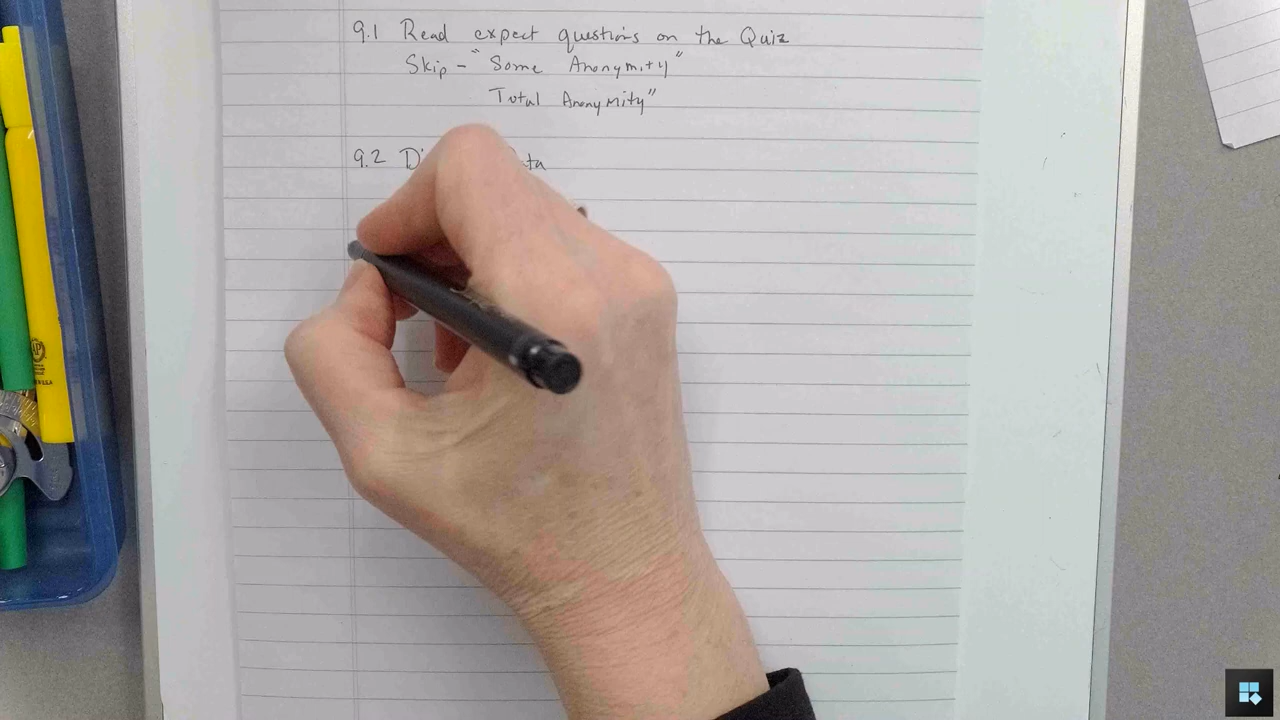 9.1 Read expect questions on the Quiz
Skip - "Some Anonymity"
Total Anonymity"
9.2